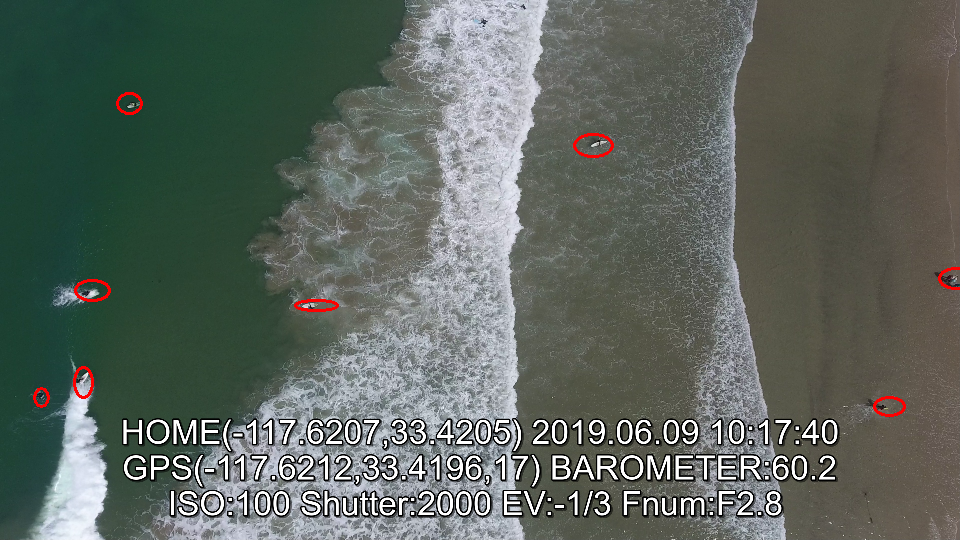 HOME(-117.6207,33.4205) 2019.06.09 10:17:40
GPS(-117.6212,33.4196,17) BAROMETER:60.2
ISO:100 Shutter:2000 EV:-1/3 Fnum:F2.8